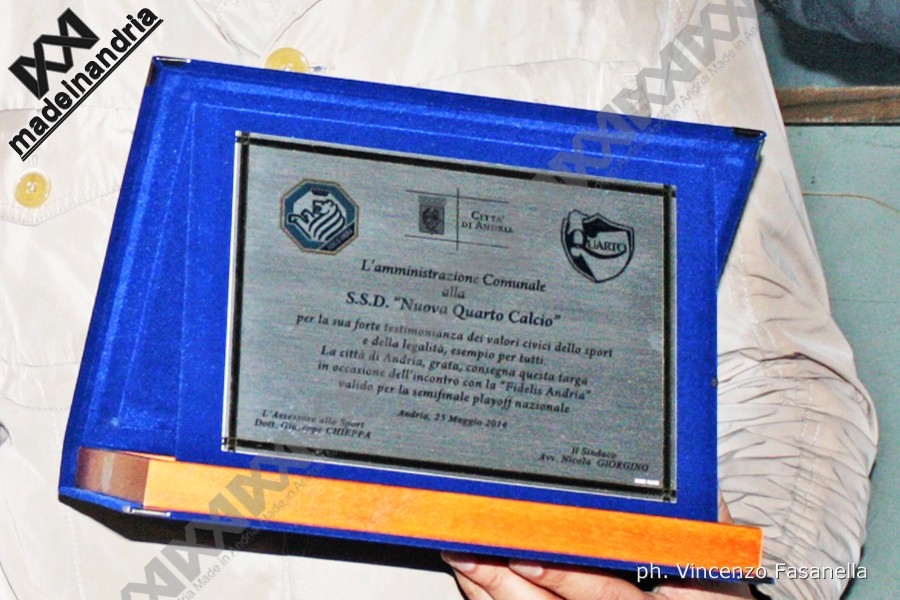 madeinandria
CITTA'
DI ANDRIA
QUARTO
L'amministrazione Comunale
alla
S.S.D. "Nuova Quarto Calcio"
per la sua forte testimonianza dei valori civici dello sport
e della legalità, esempio per tutti.
La città di Andria, grata, consegna questa targa
in occasione dell'incontro con la "Fidelis Andria"
valido per la semifinale playoff nazionale
Andria, 25 Maggio 2014
L'Assessore allo Sport
Dott. Giuseppe CHIEPPA
Il Sindaco
Avv. Nicola GIORGINO
ph. Vincenzo Fasanella